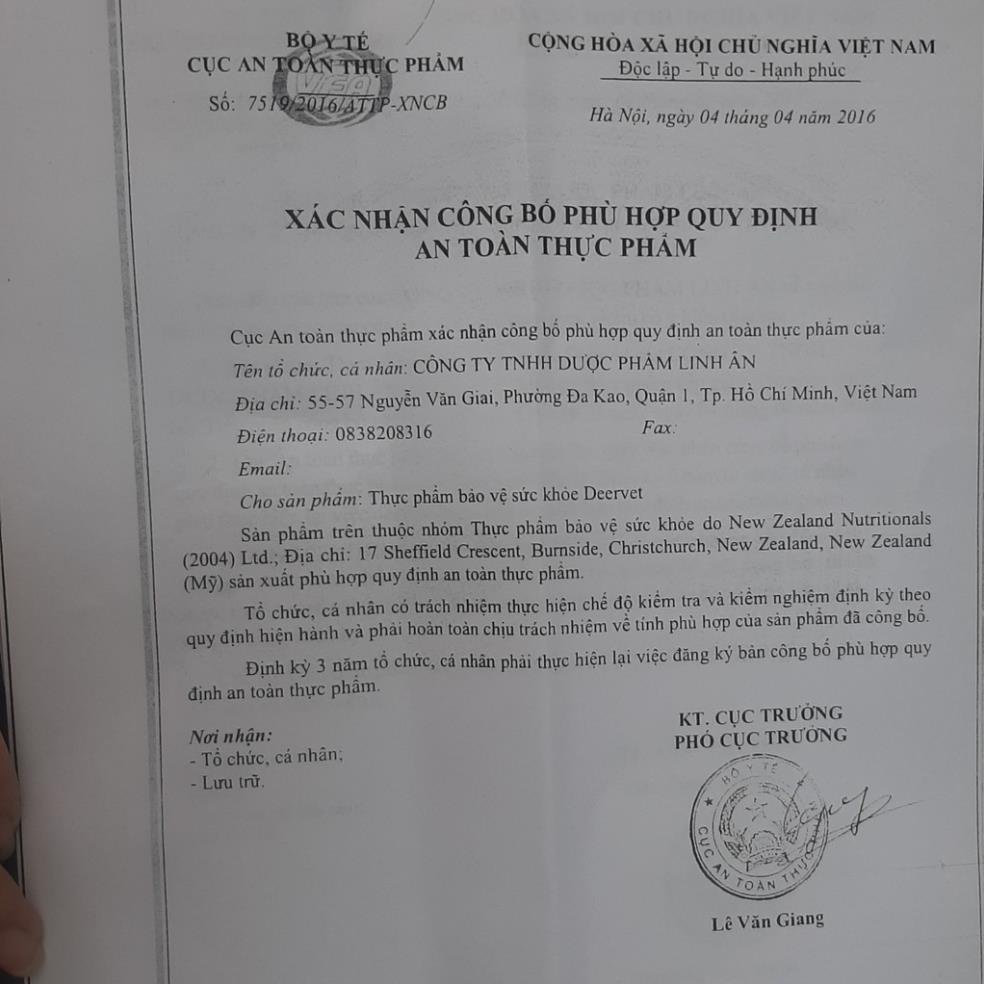 BỘ Y TẾ
CỤC AN TOÀN THỰC PHẨM
VFA
Số: 7519/2016/ATTP-XNCB
CỘNG HÒA XÃ HỘI CHỦ NGHĨA VIỆT NAM
Độc lập - Tự do - Hạnh phúc
Hà Nội, ngày 04 tháng 04 năm 2016
XÁC NHẬN CÔNG BỐ PHÙ HỢP QUY ĐỊNH
AN TOÀN THỰC PHẨM
Cục An toàn thực phẩm xác nhận công bố phù hợp quy định an toàn thực phẩm của:
Tên tổ chức, cá nhân: CÔNG TY TNHH DƯỢC PHẨM LINH ÂN
Địa chỉ: 55-57 Nguyễn Văn Giai, Phường Đa Kao, Quận 1, Tp. Hồ Chí Minh, Việt Nam
Điện thoại: 0838208316 Fax:
Email:
Cho sản phẩm: Thực phẩm bảo vệ sức khỏe Deervet
Sản phẩm trên thuộc nhóm Thực phẩm bảo vệ sức khỏe do New Zealand Nutritionals
(2004) Ltd.; Địa chỉ: 17 Sheffield Crescent, Burnside, Christchurch, New Zealand, New Zealand
(Mỹ) sản xuất phù hợp quy định an toàn thực phẩm.
Tổ chức, cá nhân có trách nhiệm thực hiện chế độ kiểm tra và kiểm nghiệm định kỳ theo
quy định hiện hành và phải hoàn toàn chịu trách nhiệm về tính phù hợp của sản phẩm đã công bố.
Định kỳ 3 năm tổ chức, cá nhân phải thực hiện lại việc đăng ký bản công bố phù hợp quy
định an toàn thực phẩm.
Nơi nhận:
- Tổ chức, cá nhân;
- Lưu trữ.
KT. CỤC TRƯỞNG
PHÓ CỤC TRƯỞNG
BỘ Y TẾ
CỤC AN TOÀN THỰC
Lê Văn Giang